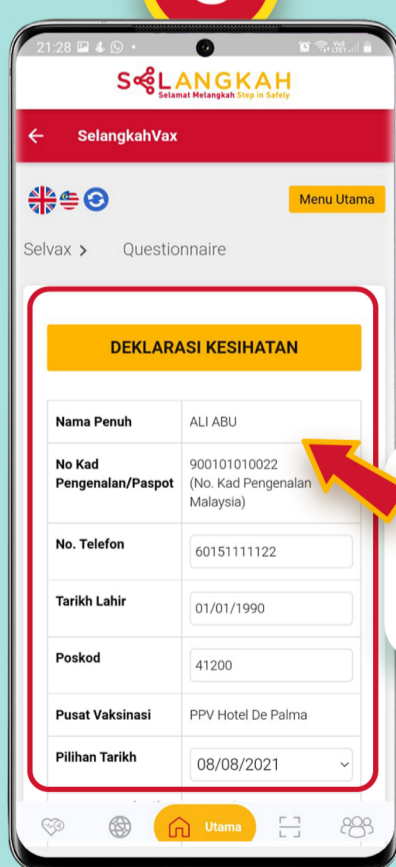 21:28
SELANGKAH
Selamat Melangkah Step in Safely
SelangkahVax
Menu Utama
Selvax > Questionnaire
DEKLARASI KESIHATAN
Nama Penuh ALI ABU
No Kad 900101010022
Pengenalan/Paspot (No. Kad Pengenalan
Malaysia)
No. Telefon 60151111122
Tarikh Lahir 01/01/1990
Poskod 41200
Pusat Vaksinasi PPV Hotel De Palma
Pilihan Tarikh 08/08/2021
Utama